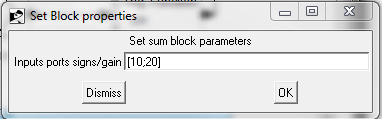 Set Block properties
Set sum block parameters
Inputs ports signs/gain [10;20]
Dismiss OK